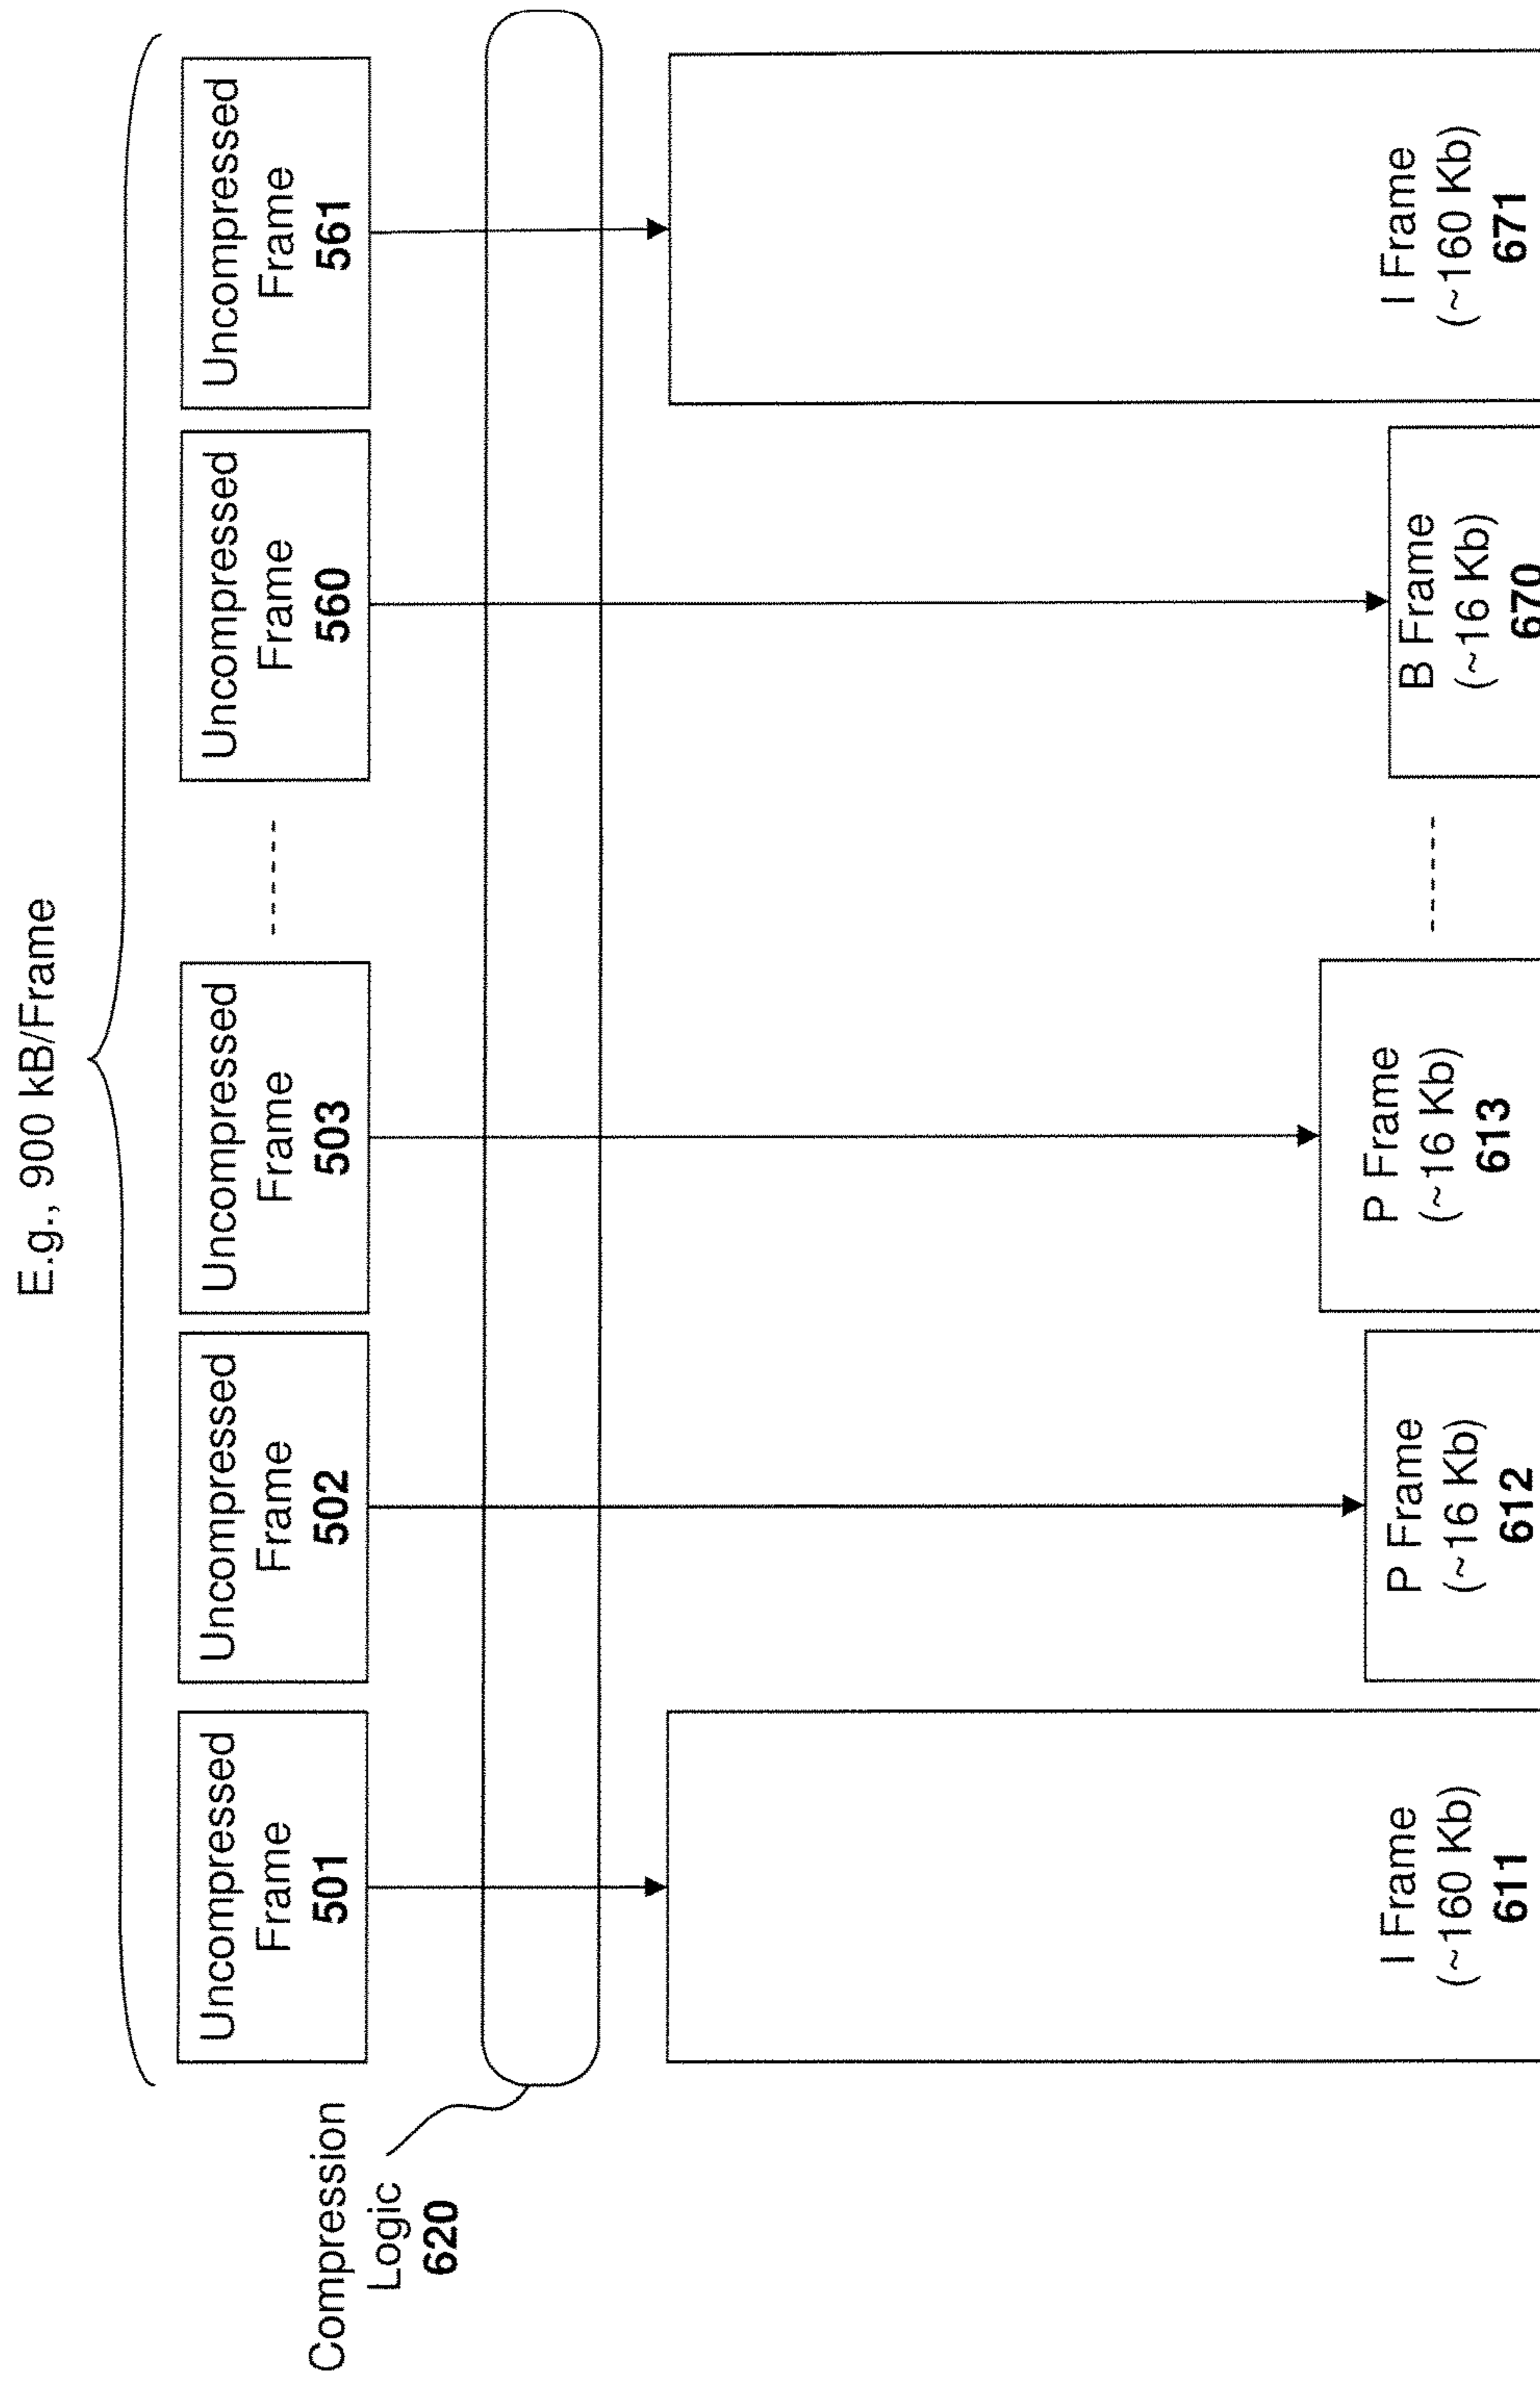 E.g., 900 kB/Frame
Uncompressed
Frame
501
Uncompressed
Frame
502
Uncompressed
Frame
503
Uncompressed
Frame
560
Uncompressed
Frame
561
Compression
Logic
620
I Frame
(~160 Kb)
611
P Frame
(~16 Kb)
612
P Frame
(~16 Kb)
613
B Frame
(~16 Kb)
670
I Frame
(~160 Kb)
671